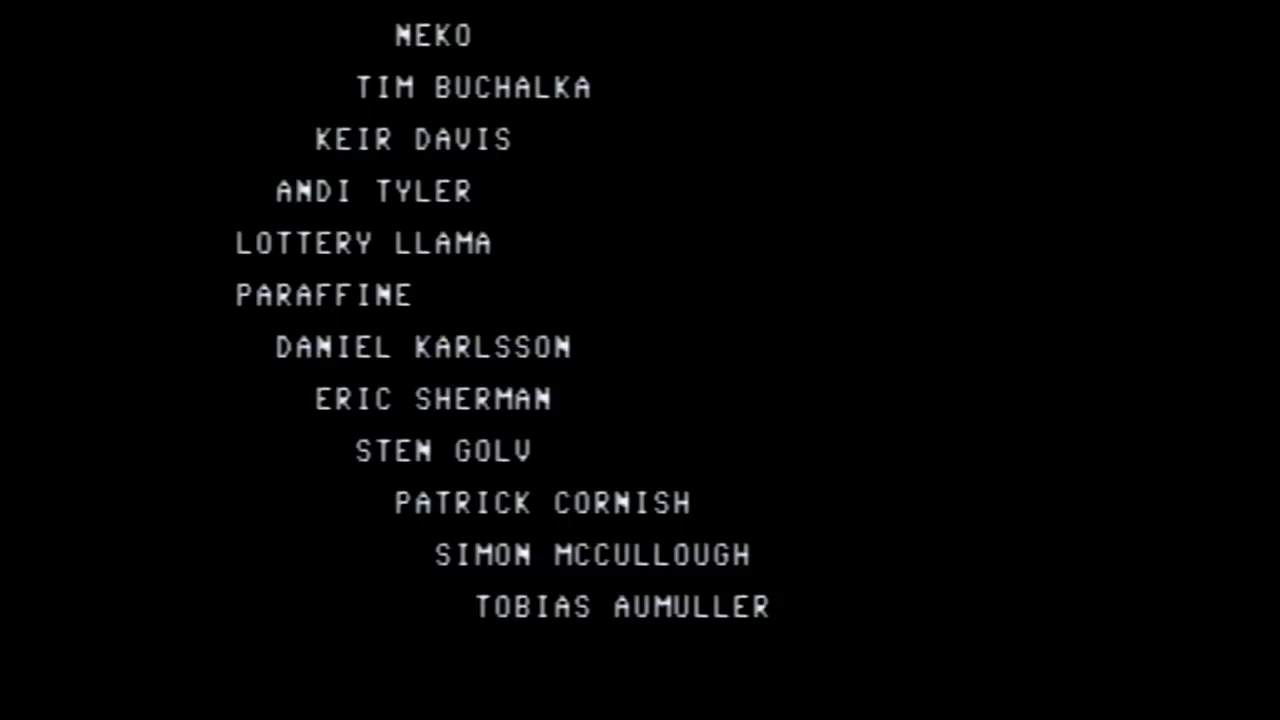 NEKO
TIM BUCHALKA
KEIR DAVIS
ANDI TYLER
LOTTERY LLAMA
PARAFFINE
DANIEL KARLSSON
ERIC SHERMAN
STEN GOLV
PATRICK CORNISH
SIMON MCCULLOUGH
TOBIAS AUMULLER